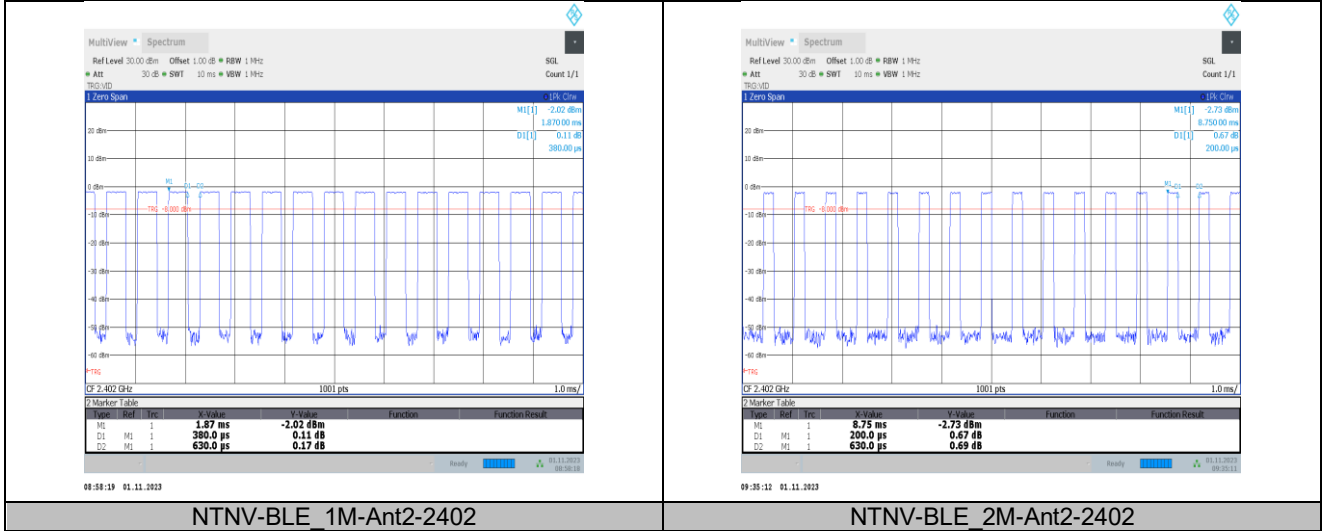 MultiView Spectrum
Ref Level 30.00 dBm Offset 1.00 dB RBW 1 MHz SGL
Att 30 dB SWT 10 ms VBW 1 MHz Count 1/1
TRG:VID
1 Zero Span 1Pk Clrw
M1[1] -2.02 dBm
1.87000 ms
D1[1] 0.11 dB
380.00 µs
20 dBm
10 dBm
0 dBm
M1 D1 D2
TRG -8.000 dBm
-10 dBm
-20 dBm
-30 dBm
-40 dBm
-50 dBm
-60 dBm
TRG
CF 2.402 GHz 1001 pts 1.0 ms/
2 Marker Table
Type Ref Trc X-Value Y-Value Function Function Result
M1 1 1.87 ms -2.02 dBm
D1 M1 1 380.0 µs 0.11 dB
D2 M1 1 630.0 µs 0.17 dB
Ready 01.11.2023
08:58:18
08:58:19 01.11.2023
NTNV-BLE_1M-Ant2-2402
MultiView Spectrum
Ref Level 30.00 dBm Offset 1.00 dB RBW 1 MHz SGL
Att 30 dB SWT 10 ms VBW 1 MHz Count 1/1
TRG:VID
1 Zero Span 1Pk Clrw
M1[1] -2.73 dBm
8.75000 ms
D1[1] 0.67 dB
200.00 µs
20 dBm
10 dBm
0 dBm
M1 D1 D2
TRG -8.000 dBm
-10 dBm
-20 dBm
-30 dBm
-40 dBm
-50 dBm
-60 dBm
TRG
CF 2.402 GHz 1001 pts 1.0 ms/
2 Marker Table
Type Ref Trc X-Value Y-Value Function Function Result
M1 1 8.75 ms -2.73 dBm
D1 M1 1 200.0 µs 0.67 dB
D2 M1 1 630.0 µs 0.69 dB
Ready 01.11.2023
09:35:11
09:35:12 01.11.2023
NTNV-BLE_2M-Ant2-2402